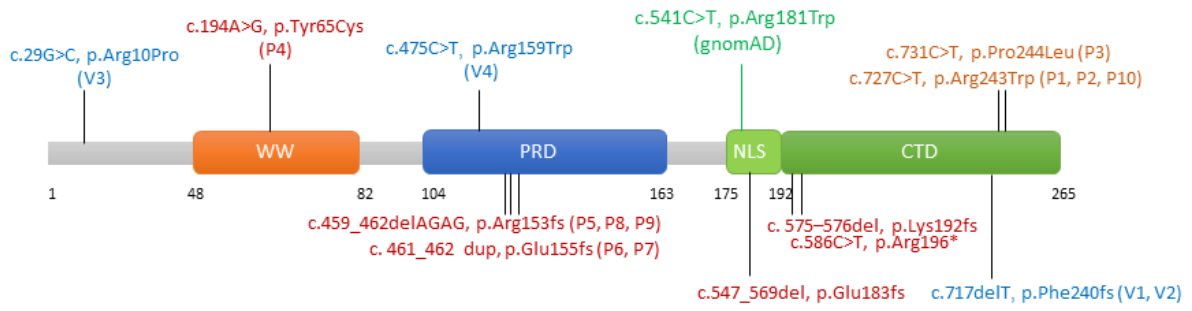 c.541C>T, p.Arg181Trp
(gnomAD)
c.194A>G, p.Tyr65Cys
(P4)
c.29G>C, p.Arg10Pro
(V3)
c.475C>T, p.Arg159Trp
(V4)
c.731C>T, p.Pro244Leu (P3)
c.727C>T, p.Arg243Trp (P1, P2, P10)
WW PRD NLS CTD
1 48 82 104 163 175 192 265
c.459_462delAGAG, p.Arg153fs (P5, P8, P9)
c. 461_462 dup, p.Glu155fs (P6, P7)
c. 575–576del, p.Lys192fs
c.586C>T, p.Arg196*
c.547_569del, p.Glu183fs
c.717delT, p.Phe240fs (V1, V2)